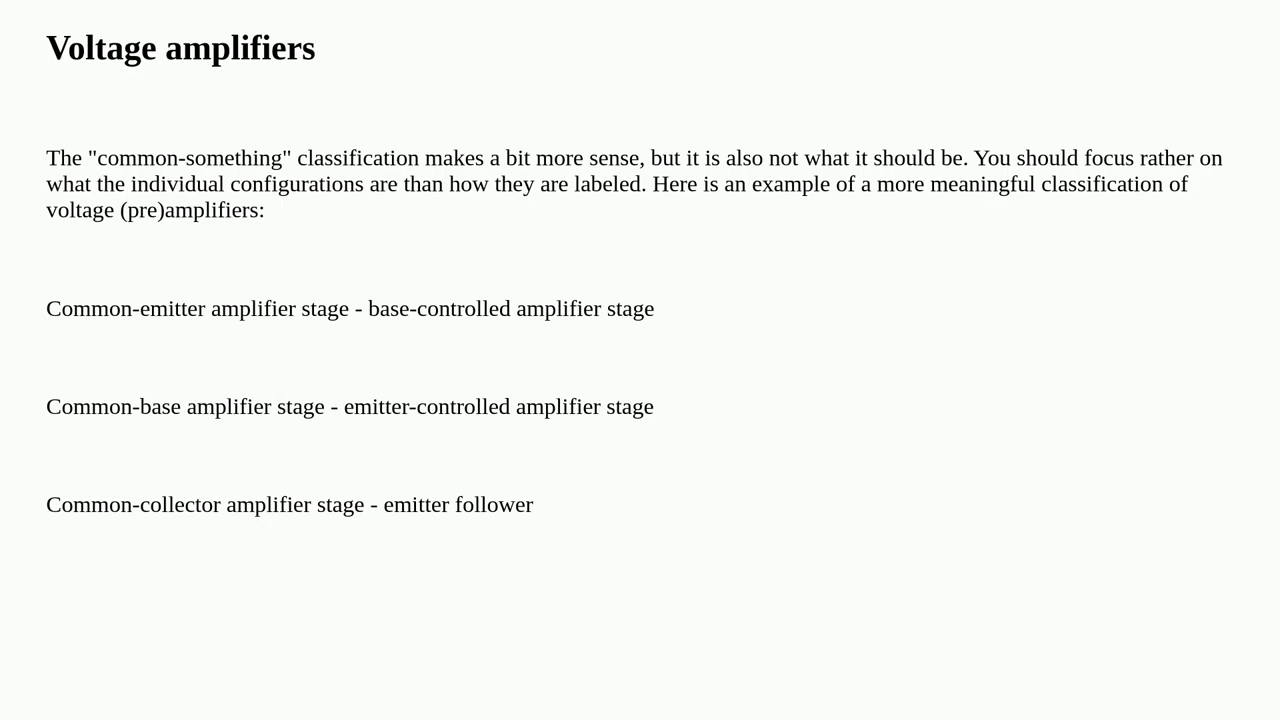 Voltage amplifiers
The "common-something" classification makes a bit more sense, but it is also not what it should be. You should focus rather on
what the individual configurations are than how they are labeled. Here is an example of a more meaningful classification of
voltage (pre)amplifiers:
Common-emitter amplifier stage - base-controlled amplifier stage
Common-base amplifier stage - emitter-controlled amplifier stage
Common-collector amplifier stage - emitter follower